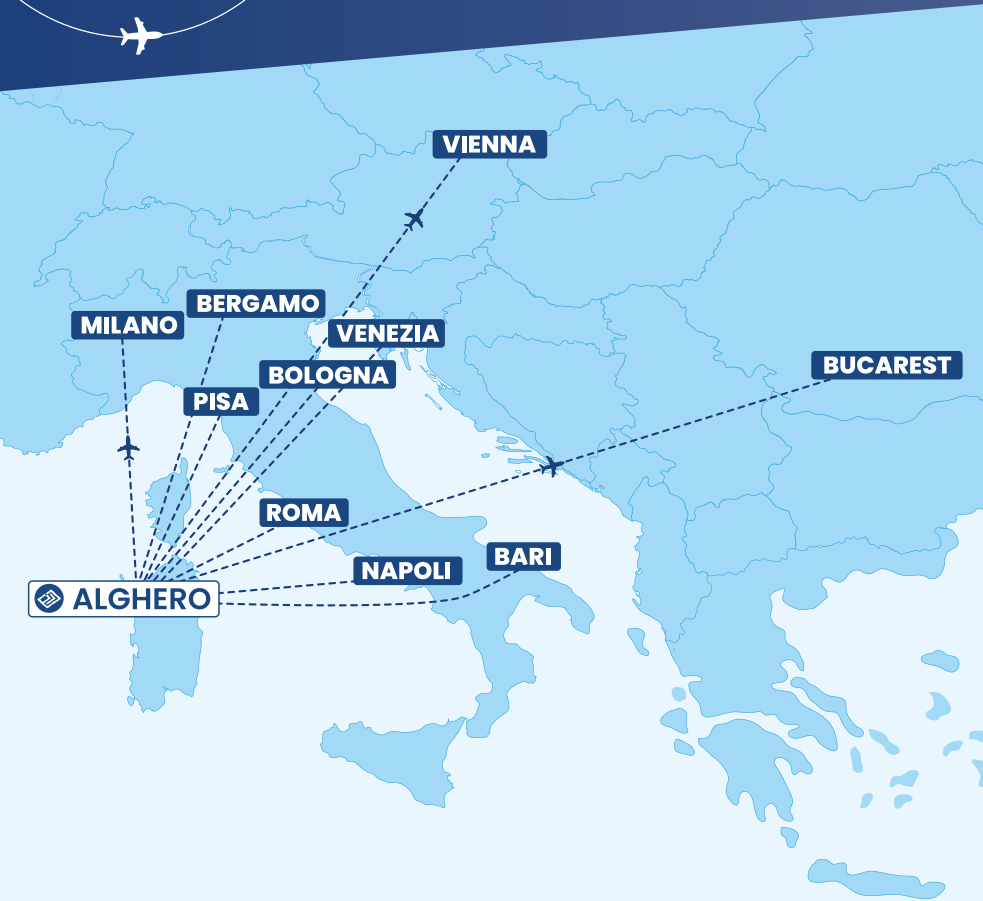 VIENNA
BERGAMO
MILANO
VENEZIA
BUCAREST
BOLOGNA
PISA
ROMA
BARI
NAPOLI
ALGHERO